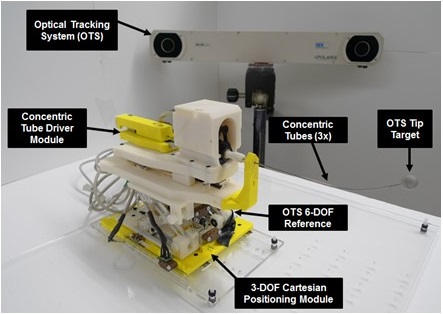 Optical Tracking
System (OTS)
POLARIS
Concentric
Tube Driver
Module
Concentric
Tubes (3x)
OTS Tip
Target
OTS 6-DOF
Reference
3-DOF Cartesian
Positioning Module